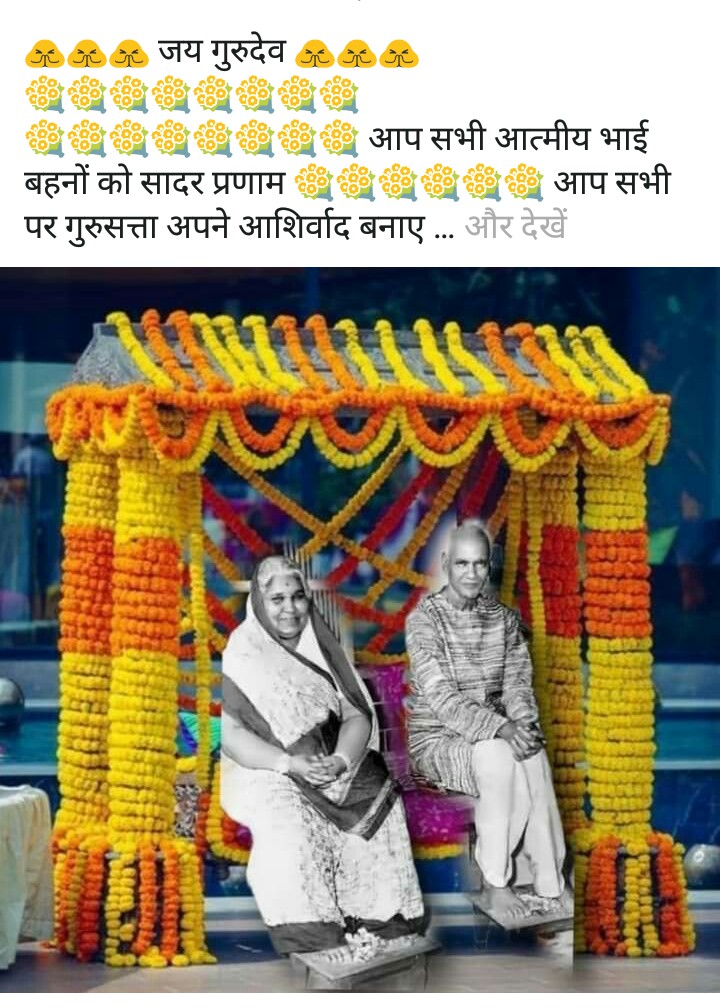 🙏🙏🙏 जय गुरुदेव 🙏🙏🙏
💐💐💐💐💐💐💐💐
💐💐💐💐💐💐💐💐 आप सभी आत्मीय भाई
बहनों को सादर प्रणाम 💐💐💐💐💐💐 आप सभी
पर गुरुसत्ता अपने आशिर्वाद बनाए ... और देखें